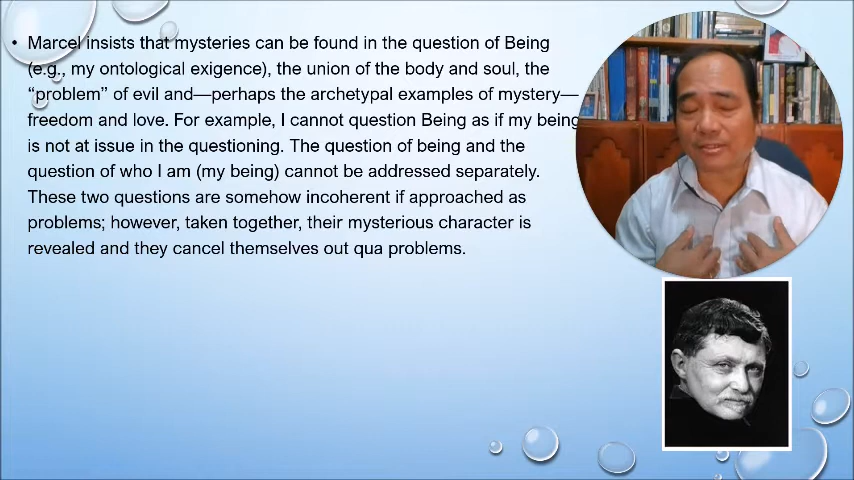 • Marcel insists that mysteries can be found in the question of Being
(e.g., my ontological exigence), the union of the body and soul, the
“problem” of evil and—perhaps the archetypal examples of mystery—
freedom and love. For example, I cannot question Being as if my being
is not at issue in the questioning. The question of being and the
question of who I am (my being) cannot be addressed separately.
These two questions are somehow incoherent if approached as
problems; however, taken together, their mysterious character is
revealed and they cancel themselves out qua problems.